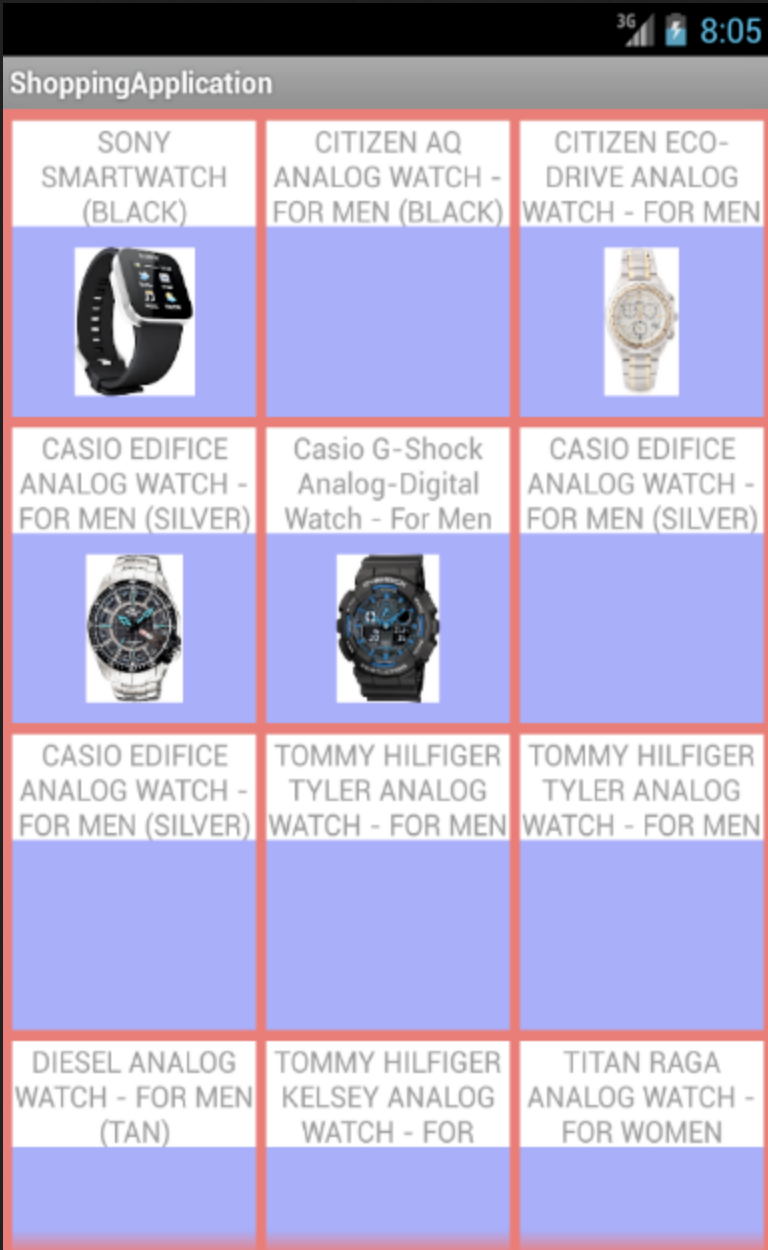 3G 8:05
ShoppingApplication
SONY
SMARTWATCH
(BLACK)
CITIZEN AQ
ANALOG WATCH -
FOR MEN (BLACK)
CITIZEN ECO-
DRIVE ANALOG
WATCH - FOR MEN
CASIO EDIFICE
ANALOG WATCH -
FOR MEN (SILVER)
Casio G-Shock
Analog-Digital
Watch - For Men
CASIO EDIFICE
ANALOG WATCH -
FOR MEN (SILVER)
CASIO EDIFICE
ANALOG WATCH -
FOR MEN (SILVER)
TOMMY HILFIGER
TYLER ANALOG
WATCH - FOR MEN
TOMMY HILFIGER
TYLER ANALOG
WATCH - FOR MEN
DIESEL ANALOG
WATCH - FOR MEN
(TAN)
TOMMY HILFIGER
KELSEY ANALOG
WATCH - FOR
TITAN RAGA
ANALOG WATCH -
FOR WOMEN